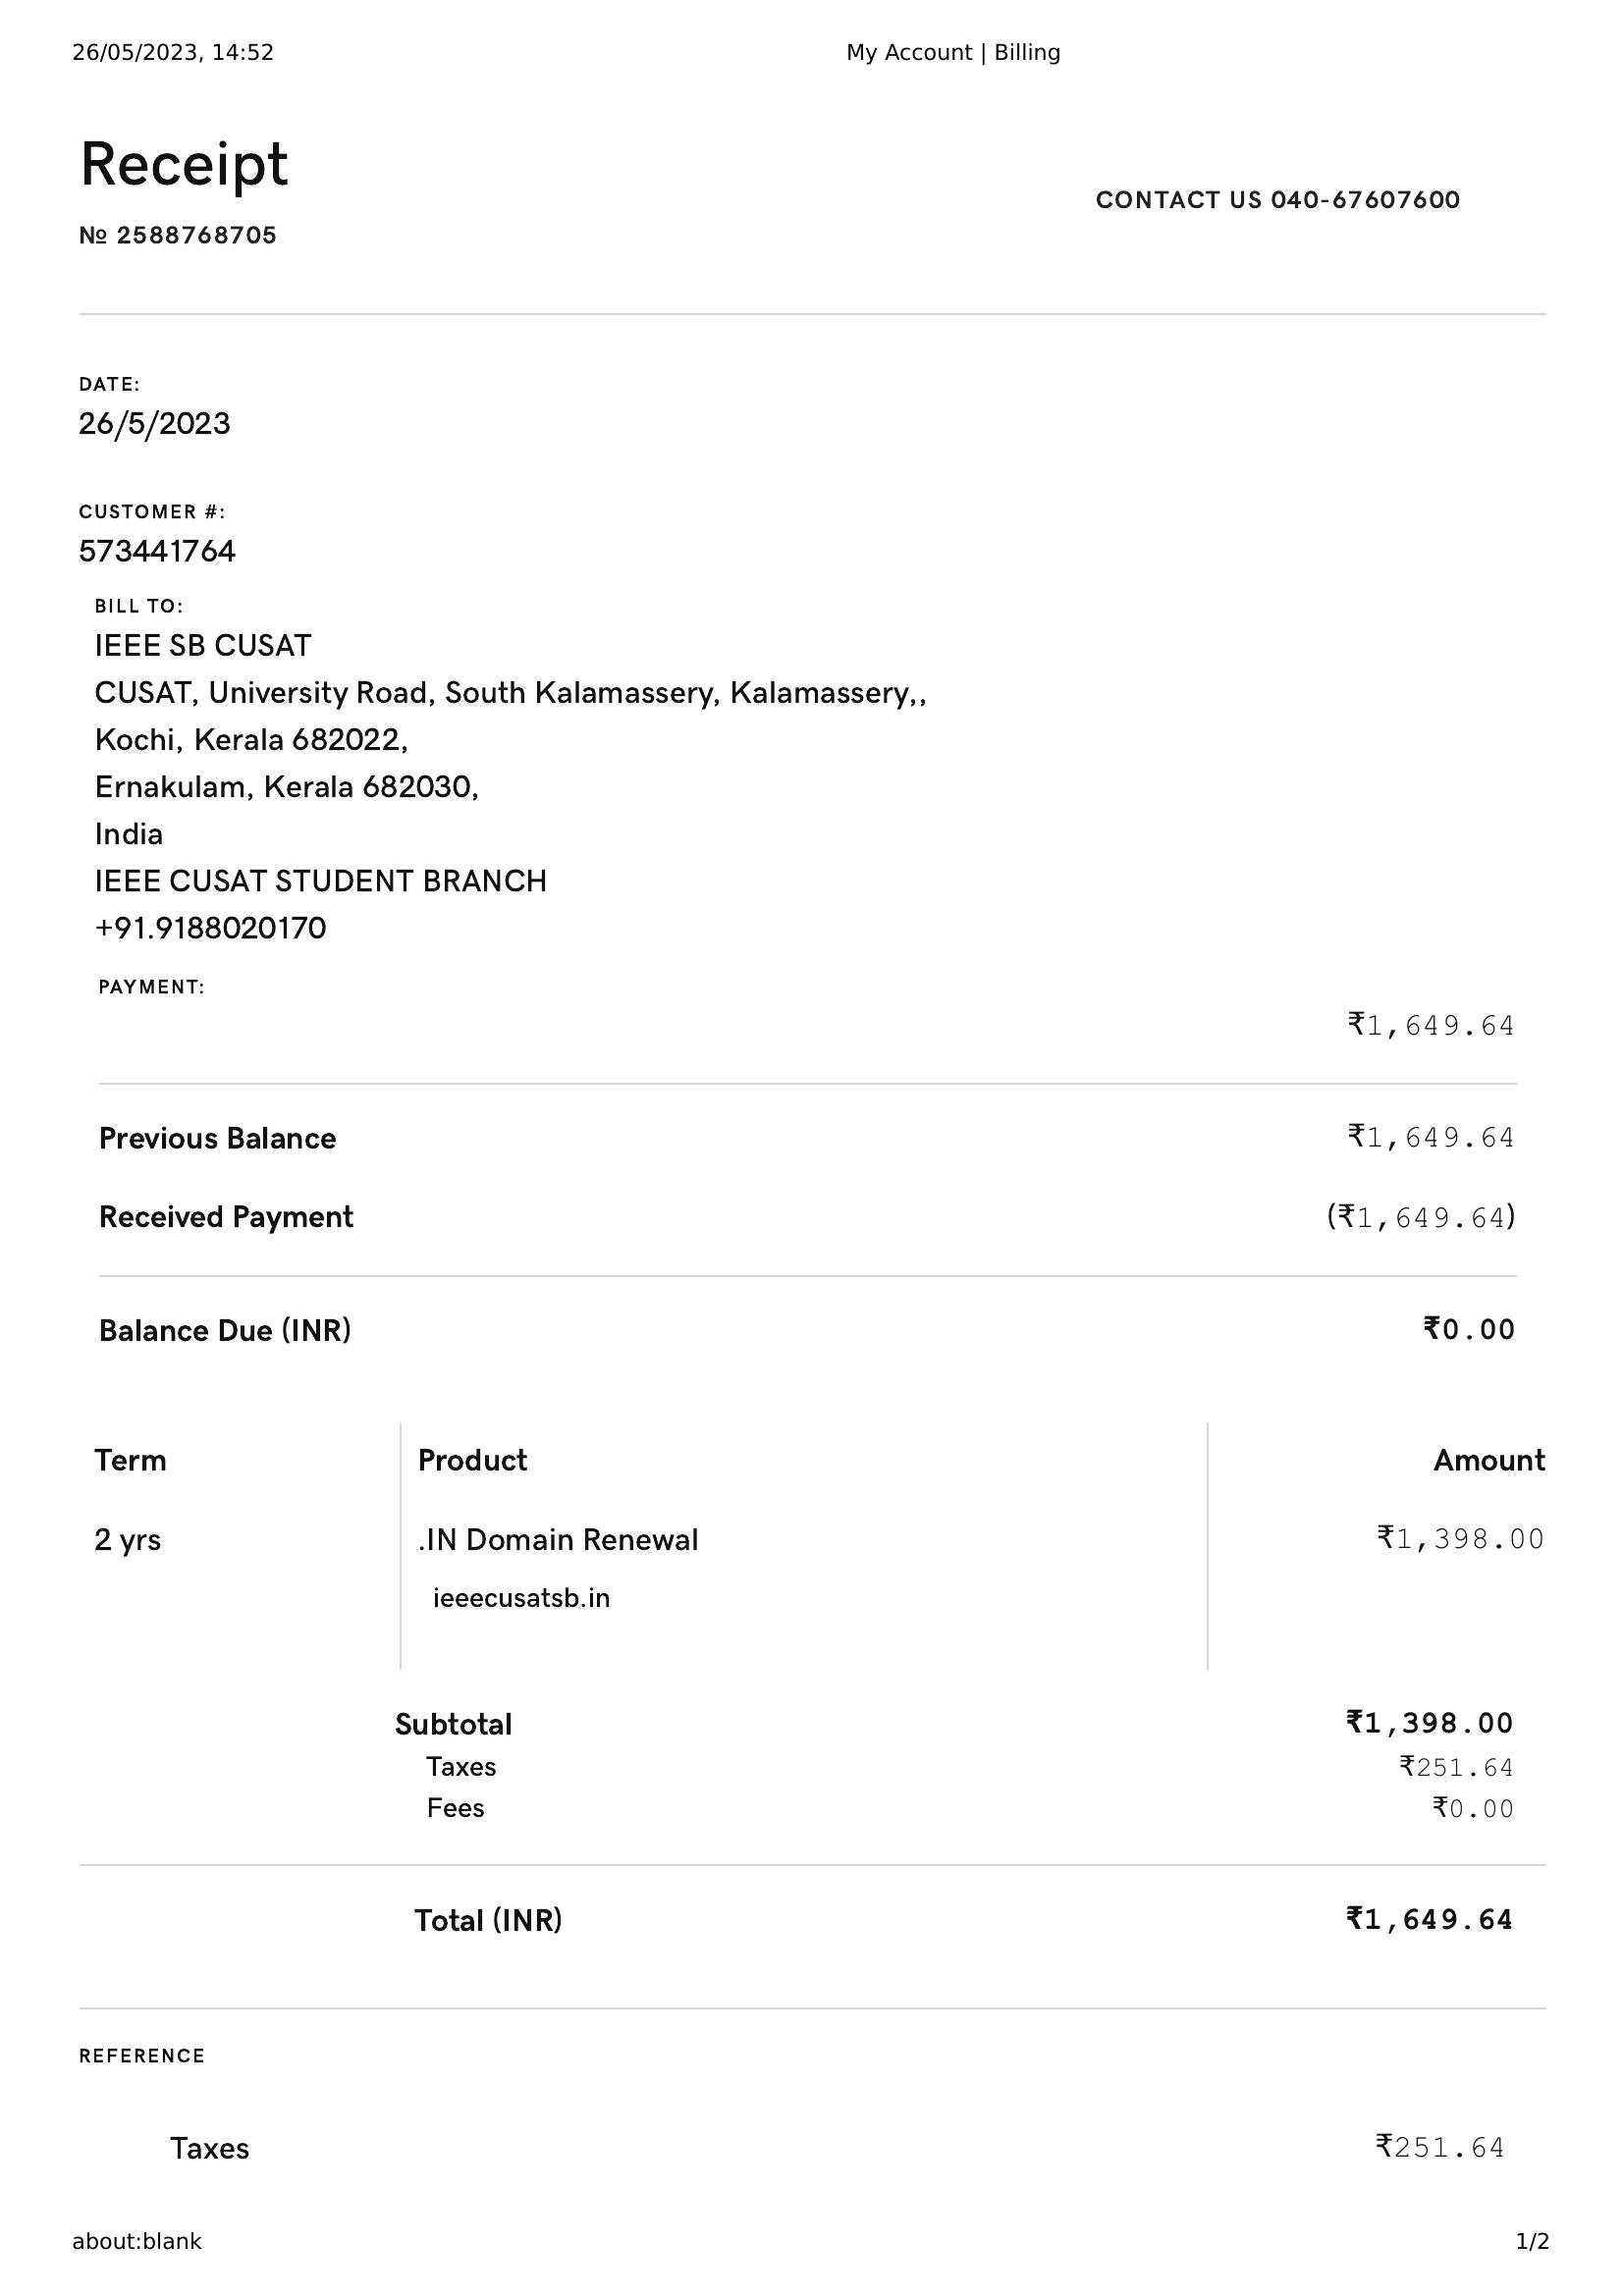 26/05/2023, 14:52 My Account | Billing
Receipt
CONTACT US 040-67607600
№ 2588768705
DATE:
26/5/2023
CUSTOMER #:
573441764
BILL TO:
IEEE SB CUSAT
CUSAT, University Road, South Kalamassery, Kalamassery,,
Kochi, Kerala 682022,
Ernakulam, Kerala 682030,
India
IEEE CUSAT STUDENT BRANCH
+91.9188020170
PAYMENT:
₹1,649.64
Previous Balance ₹1,649.64
Received Payment (₹1,649.64)
Balance Due (INR) ₹0.00
Term Product Amount
2 yrs .IN Domain Renewal ₹1,398.00
ieeecusatsb.in
Subtotal ₹1,398.00
Taxes ₹251.64
Fees ₹0.00
Total (INR) ₹1,649.64
REFERENCE
Taxes ₹251.64
about:blank 1/2